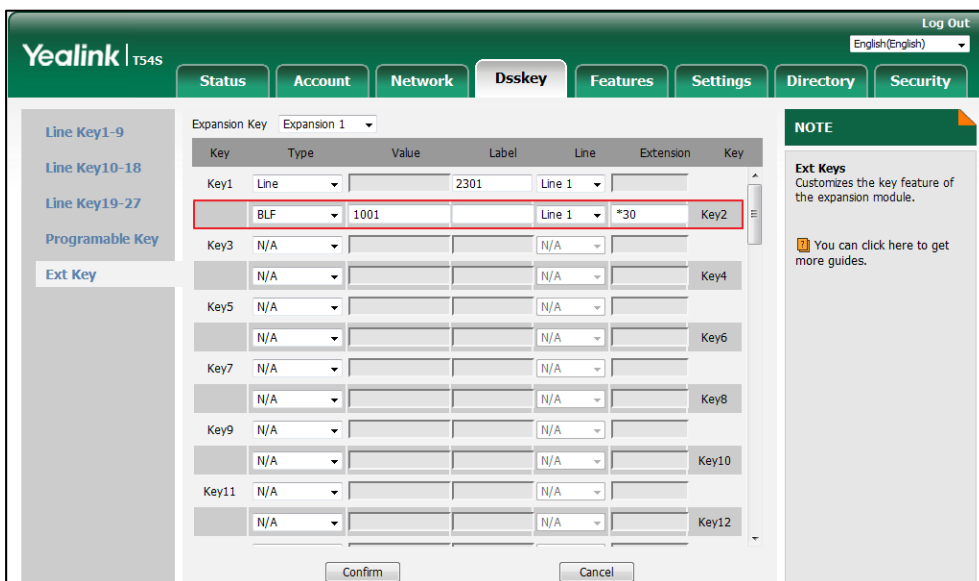 Log Out
Yealink T54S
English(English)
Status Account Network Dsskey Features Settings Directory Security
Line Key1-9
Line Key10-18
Line Key19-27
Programable Key
Ext Key
Expansion Key Expansion 1
Key Type Value Label Line Extension Key
Key1 Line 2301 Line 1
BLF 1001 Line 1 *30 Key2
Key3 N/A N/A
N/A N/A Key4
Key5 N/A N/A
N/A N/A Key6
Key7 N/A N/A
N/A N/A Key8
Key9 N/A N/A
N/A N/A Key10
Key11 N/A N/A
N/A N/A Key12
Confirm Cancel
NOTE
Ext Keys
Customizes the key feature of
the expansion module.
You can click here to get
more guides.